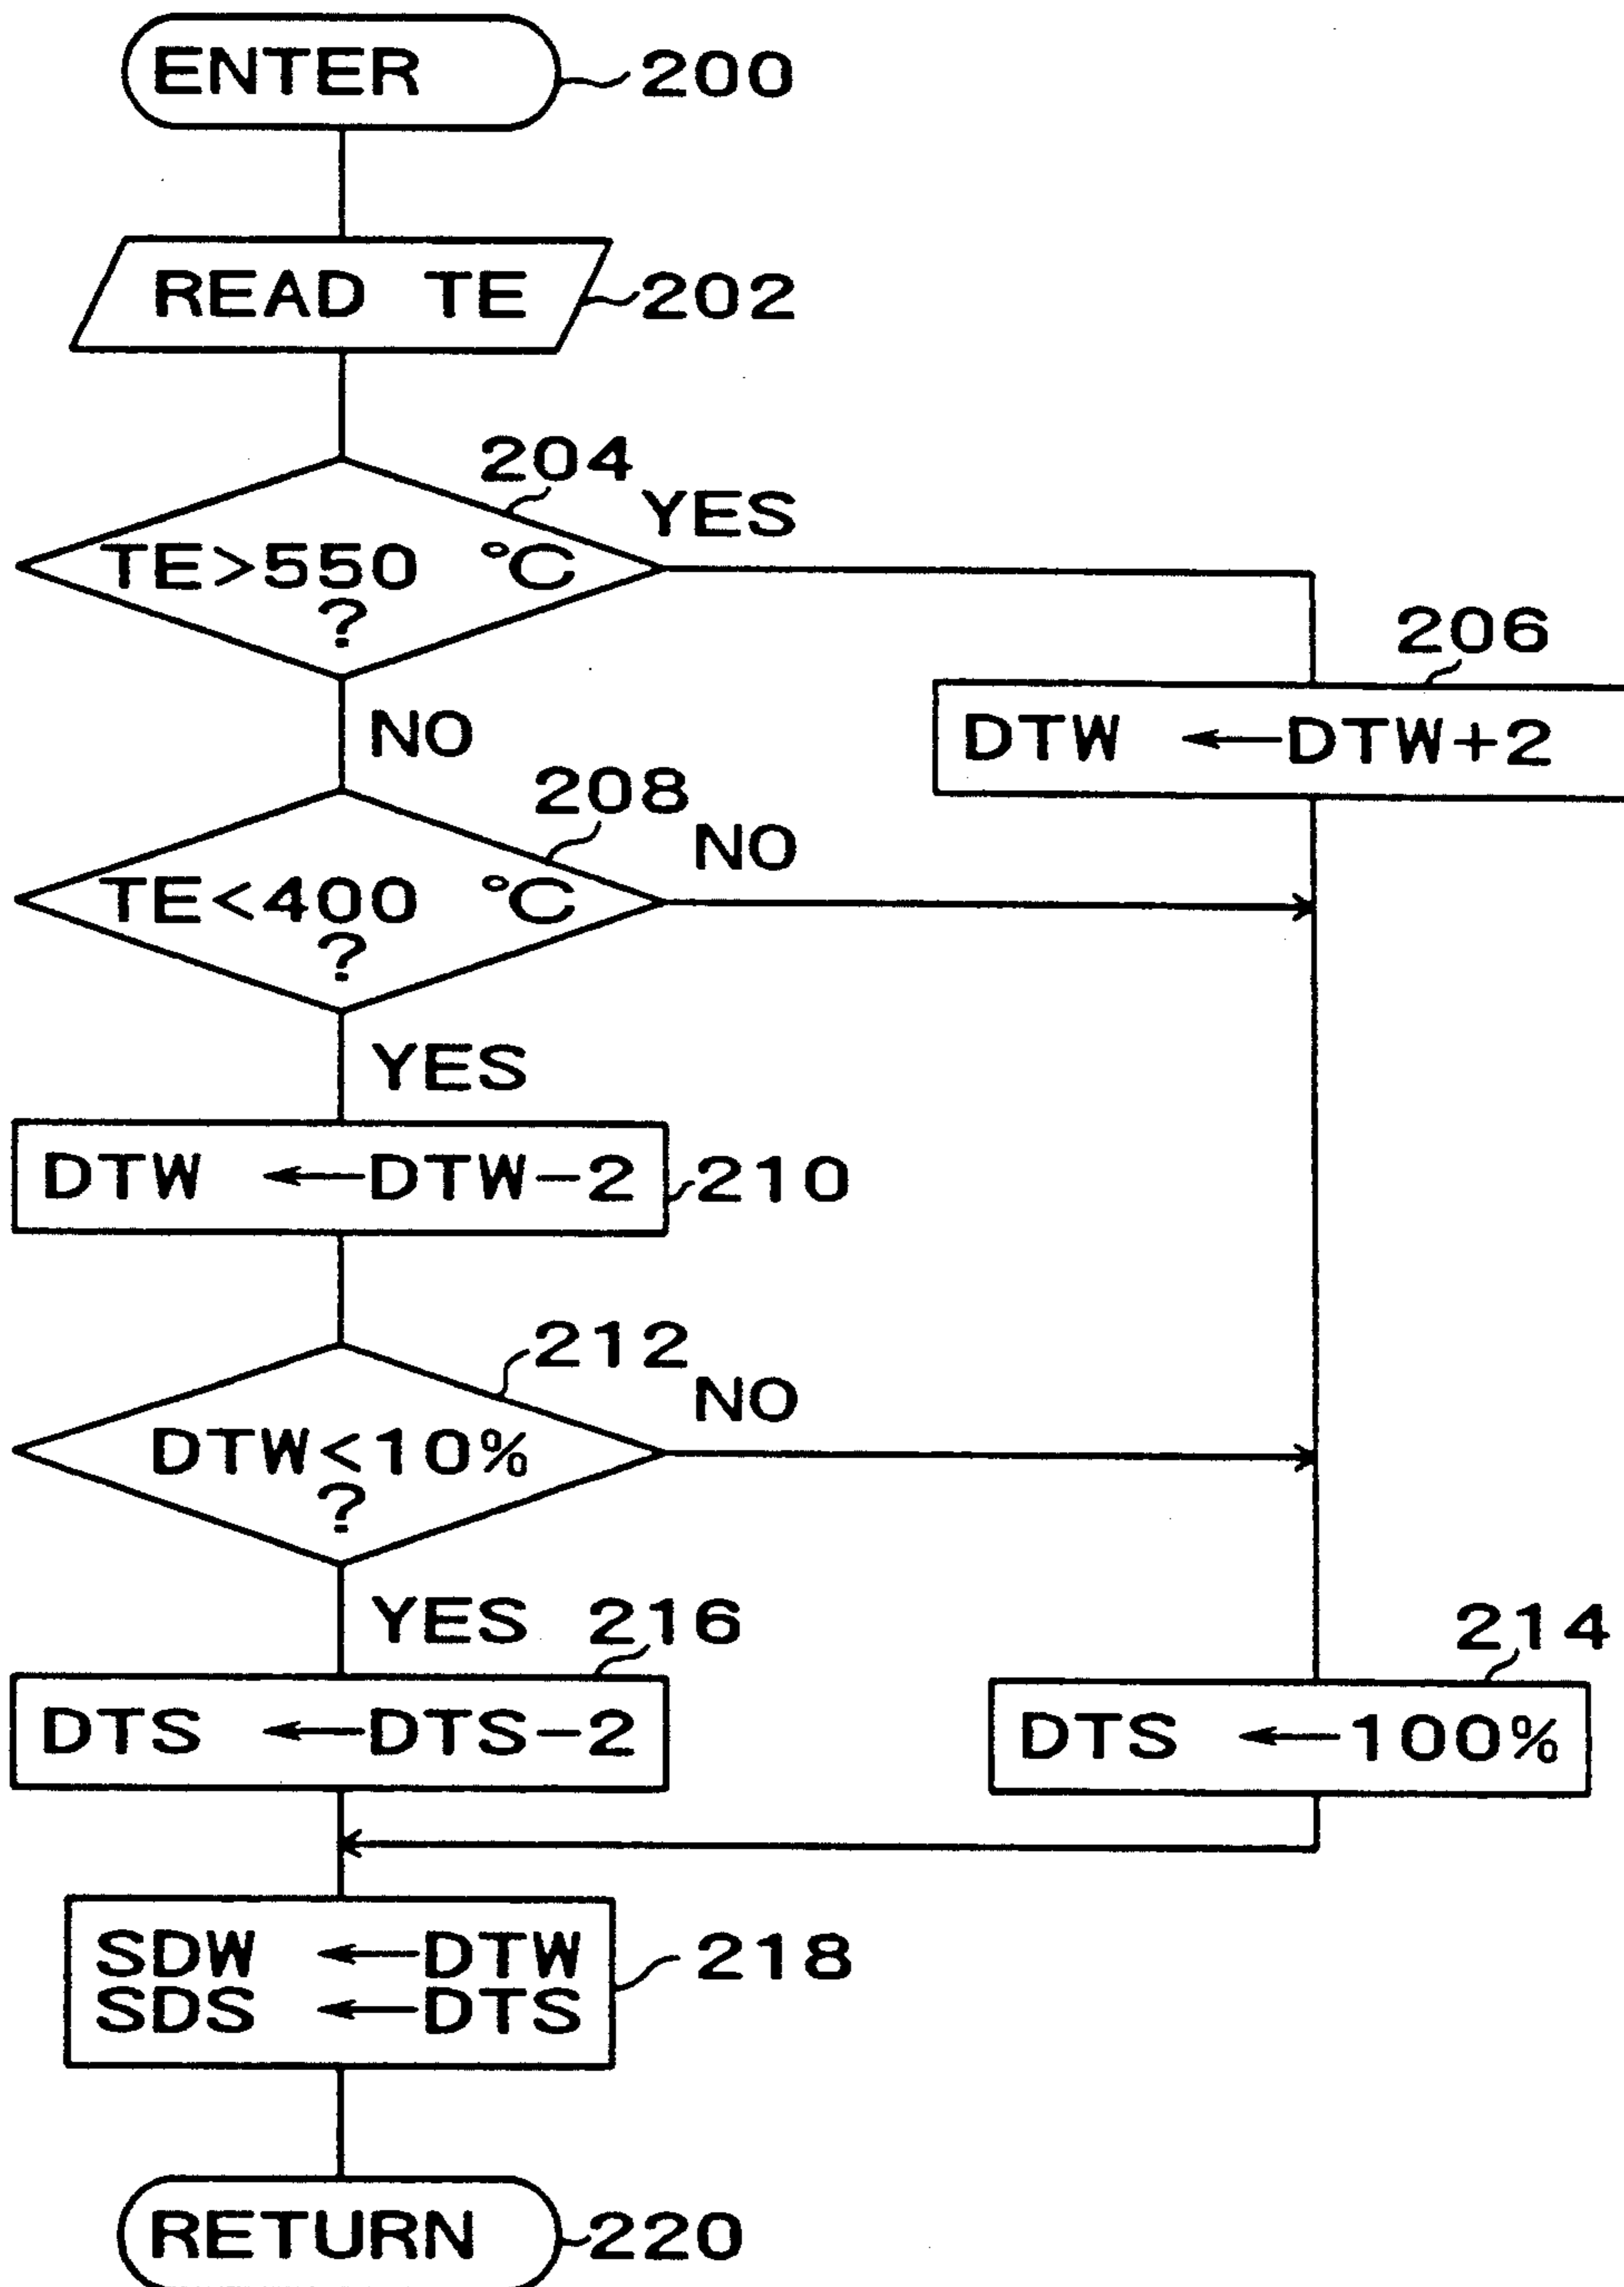 ENTER 200
READ TE 202
204
YES
TE>550 °C
?
206
NO
DTW ←DTW+2
208
NO
TE<400 °C
?
YES
DTW ←DTW-2 210
212
NO
DTW<10%
?
YES 216
214
DTS ←DTS-2
DTS ←100%
SDW ←DTW
SDS ←DTS
218
RETURN 220